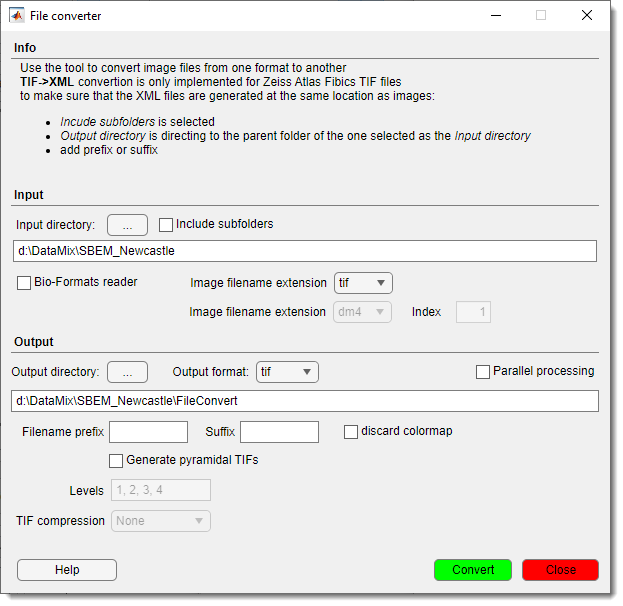 File converter
Info
Use the tool to convert image files from one format to another
TIF->XML convertion is only implemented for Zeiss Atlas Fibics TIF files
to make sure that the XML files are generated at the same location as images:
• Incude subfolders is selected
• Output directory is directing to the parent folder of the one selected as the Input directory
• add prefix or suffix
Input
Input directory: ... Include subfolders
d:\DataMix\SBEM_Newcastle
Bio-Formats reader Image filename extension tif
Image filename extension dm4 Index 1
Output
Output directory: ... Output format: tif Parallel processing
d:\DataMix\SBEM_Newcastle\FileConvert
Filename prefix Suffix discard colormap
Generate pyramidal TIFs
Levels 1, 2, 3, 4
TIF compression None
Help Convert Close